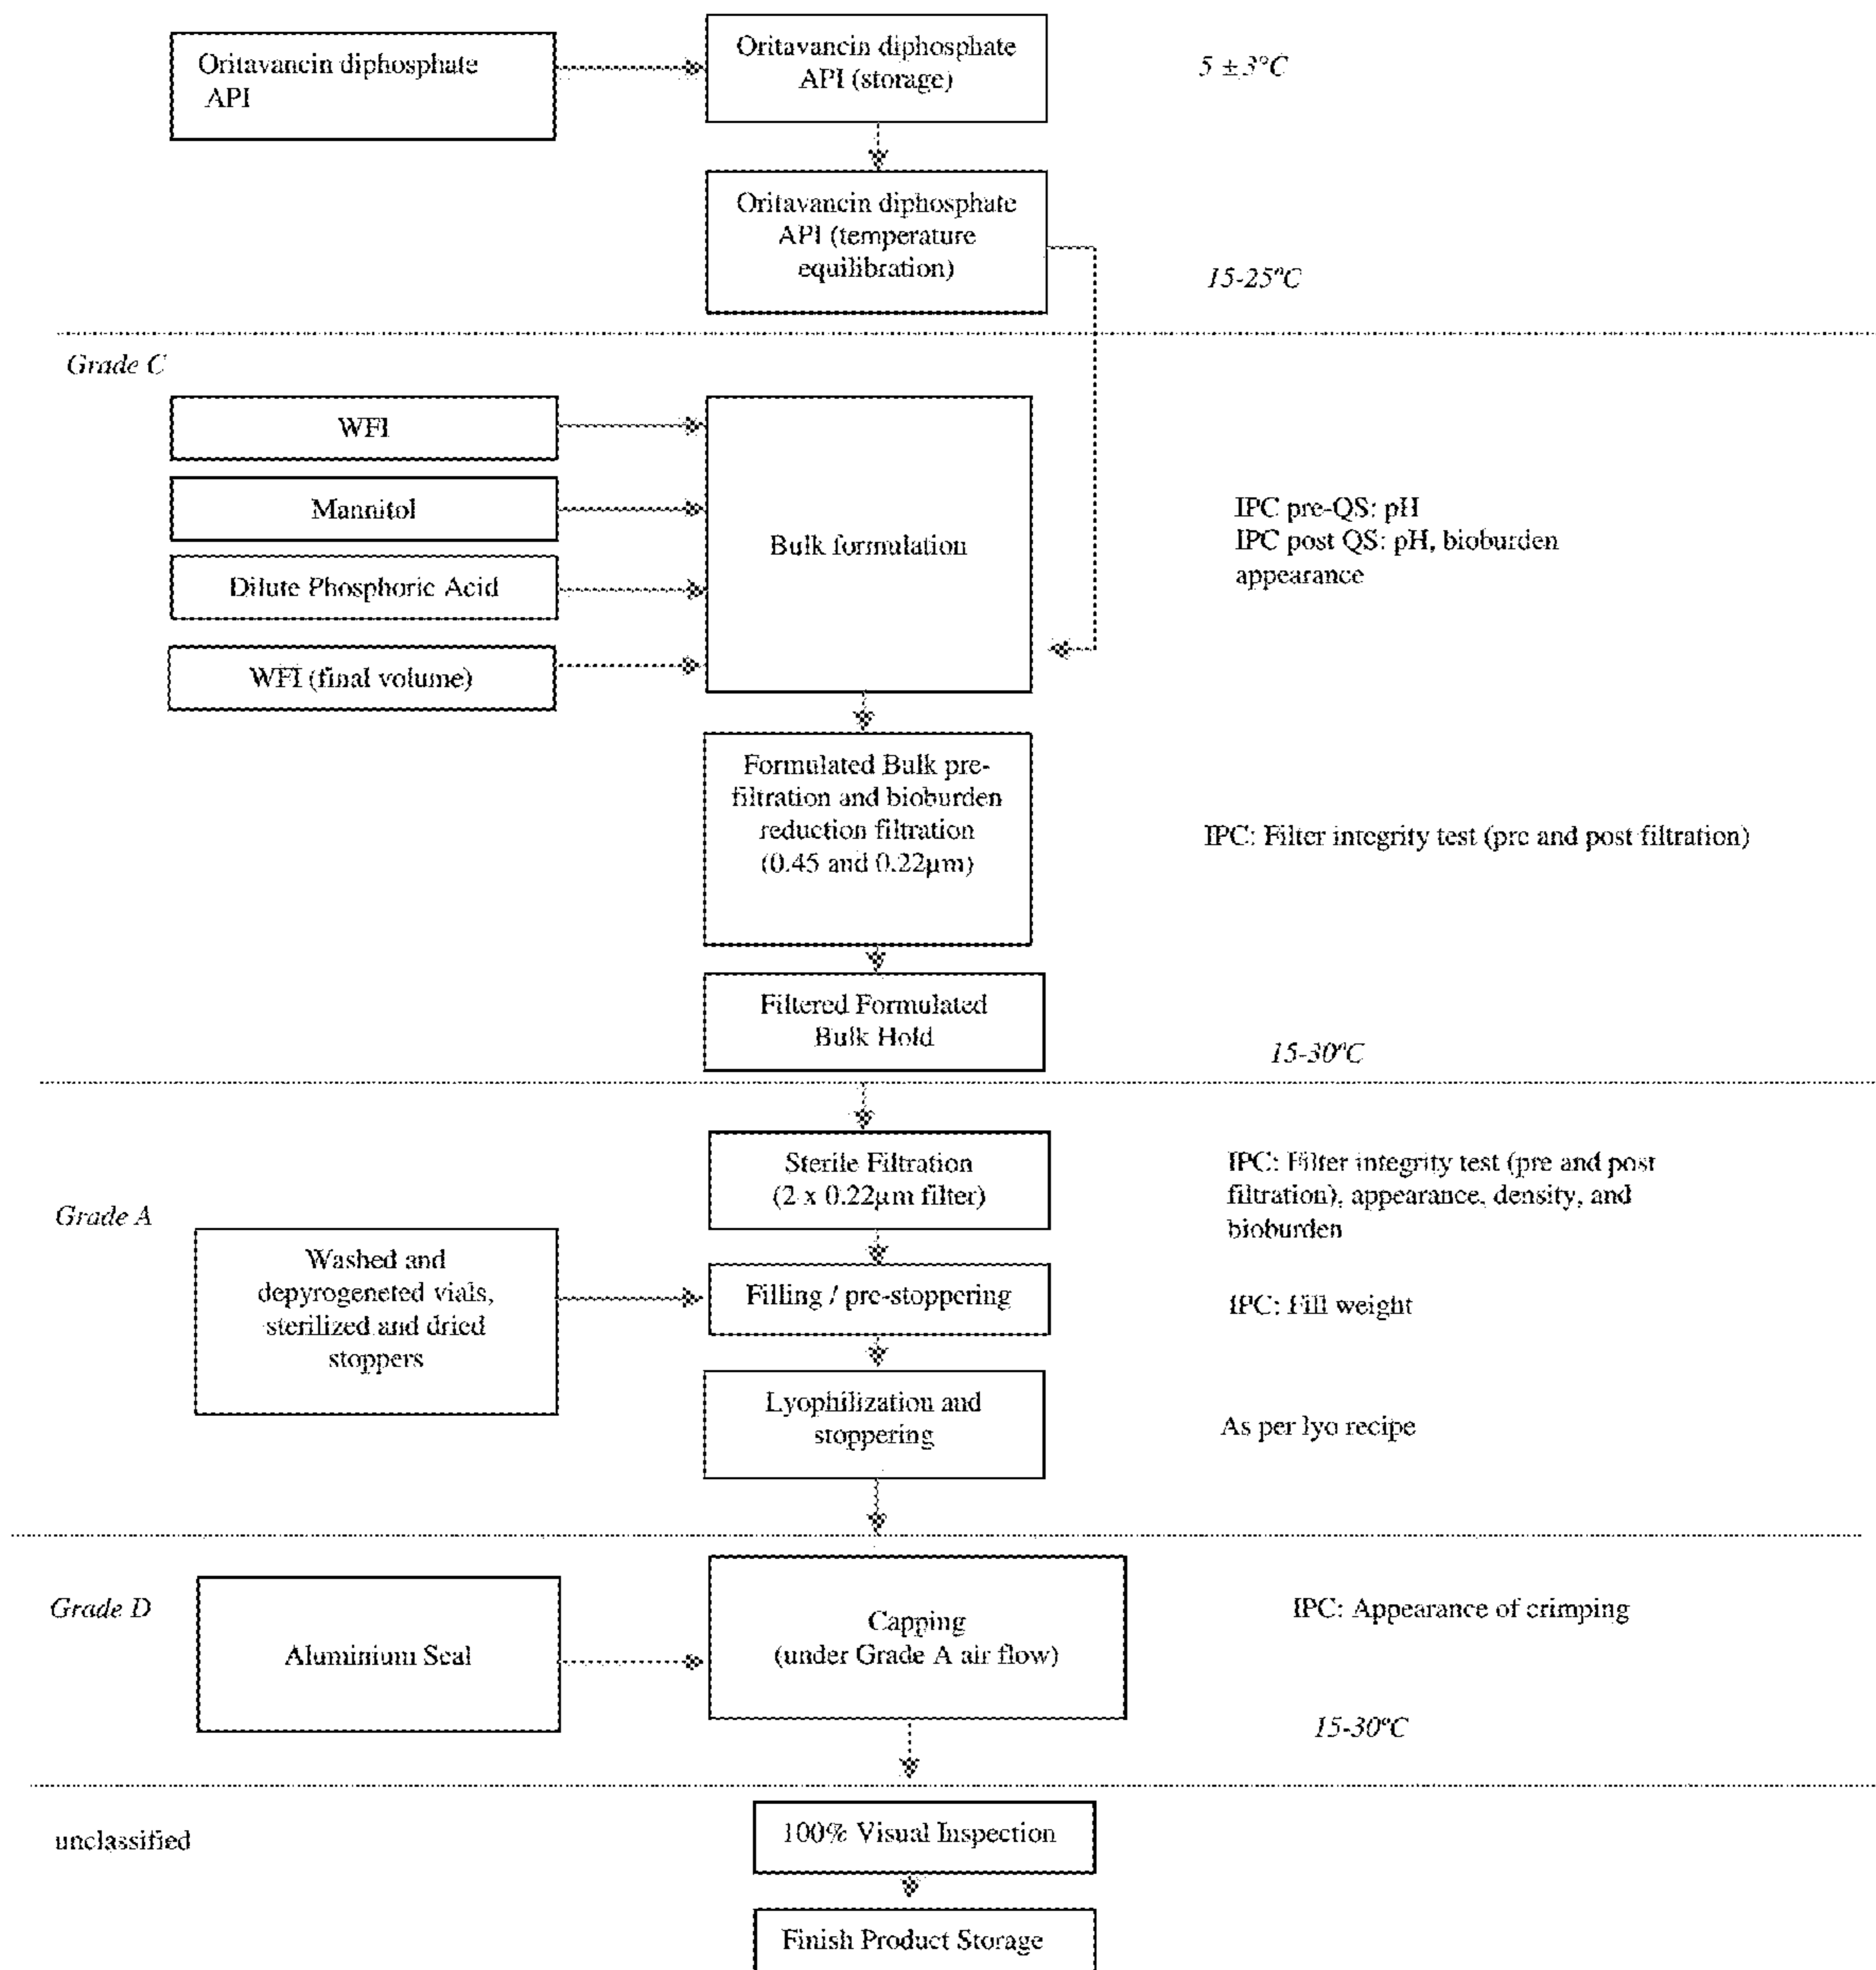 Oritavancin diphosphate
API
Oritavancin diphosphate
API (storage)
5 ± 3°C
Oritavancin diphosphate
API (temperature
equilibration)
15-25°C
Grade C
WFI
Mannitol
Dilute Phosphoric Acid
WFI (final volume)
Bulk formulation
IPC pre-QS: pH
IPC post QS: pH, bioburden
appearance
Formulated Bulk pre-
filtration and bioburden
reduction filtration
(0.45 and 0.22µm)
IPC: Filter integrity test (pre and post filtration)
Filtered Formulated
Bulk Hold
15-30°C
Grade A
Sterile Filtration
(2 x 0.22µm filter)
IPC: Filter integrity test (pre and post
filtration), appearance, density, and
bioburden
Washed and
depyrogeneted vials,
sterilized and dried
stoppers
Filling / pre-stoppering
IPC: Fill weight
Lyophilization and
stoppering
As per lyo recipe
Grade D
Aluminium Seal
Capping
(under Grade A air flow)
IPC: Appearance of crimping
15-30°C
unclassified
100% Visual Inspection
Finish Product Storage